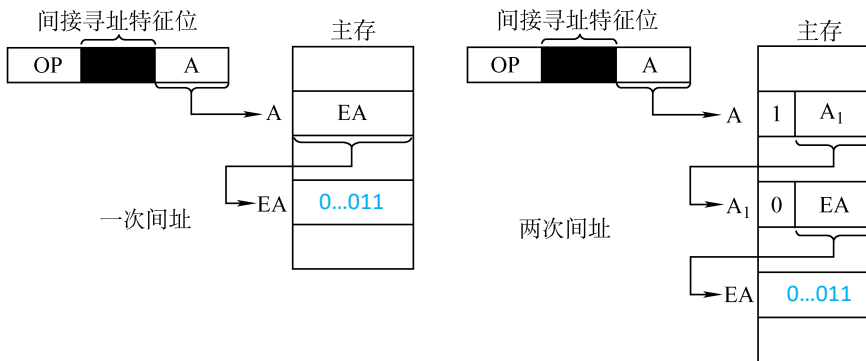 间接寻址特征位
OP A
主存
A EA
EA 0...011
一次间址
间接寻址特征位
OP A
主存
A 1 A₁
A₁ 0 EA
EA 0...011
两次间址